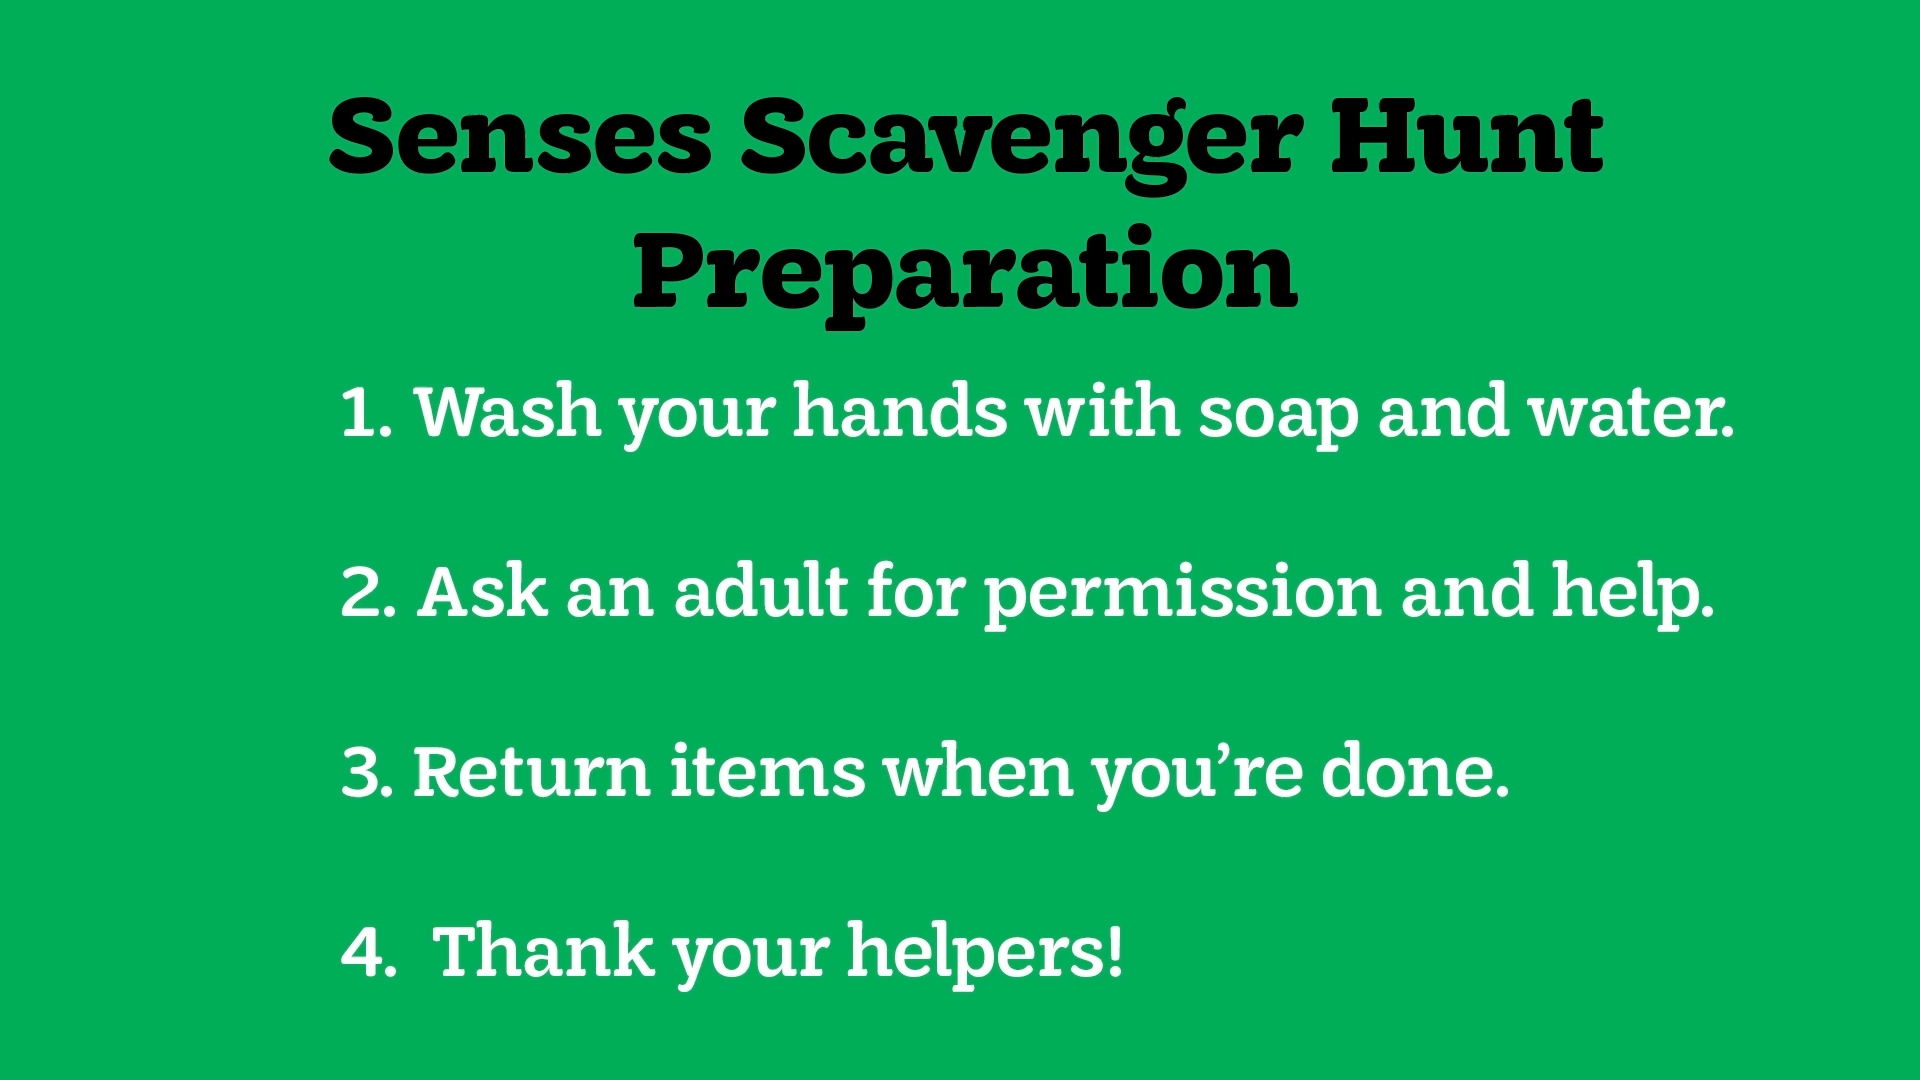 Senses Scavenger Hunt
Preparation
1. Wash your hands with soap and water.
2. Ask an adult for permission and help.
3. Return items when you’re done.
4. Thank your helpers!